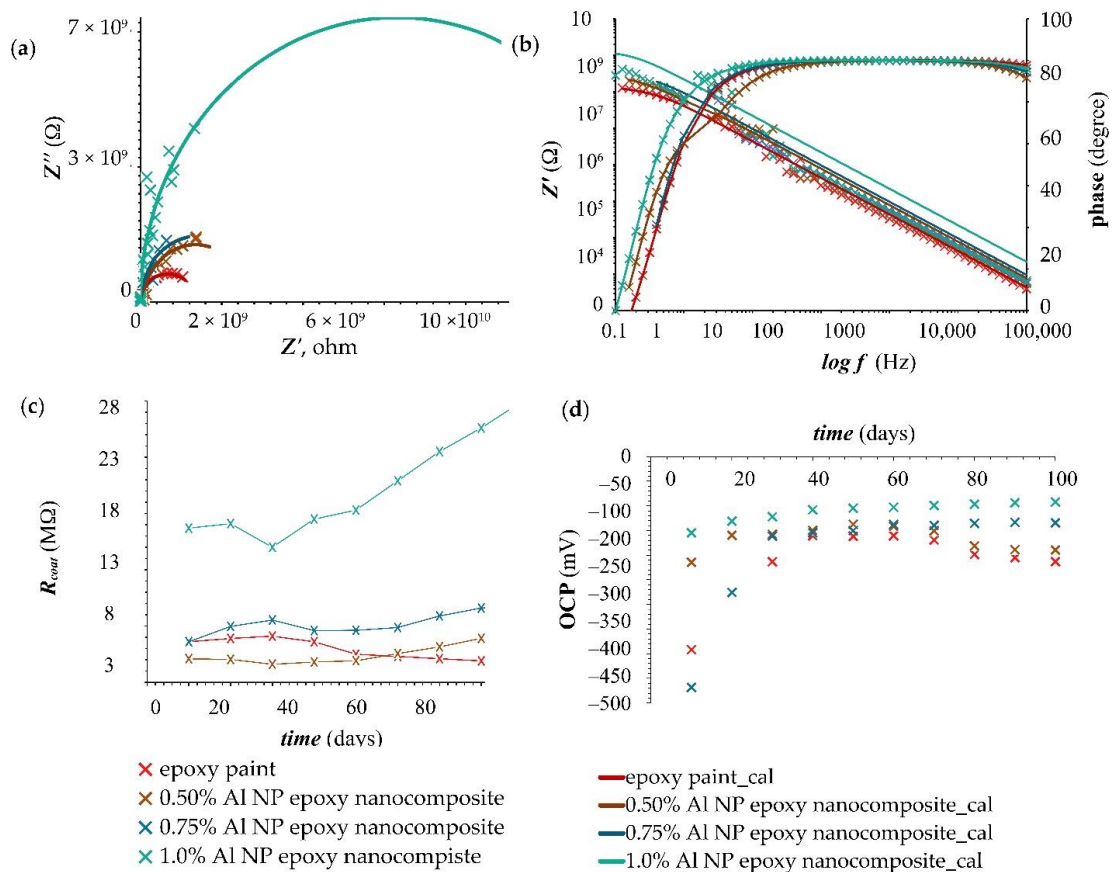 (a)
7 × 10⁹
3 × 10⁹
0
Z″ (Ω)
0
2 × 10⁹
6 × 10⁹
10 × 10¹⁰
Z′, ohm
(b)
10⁹
10⁸
10⁷
10⁶
10⁵
10⁴
0
Z′ (Ω)
100
80
60
40
20
0
phase (degree)
0.1
1
10
100
1000
10,000
100,000
log f (Hz)
(c)
28
23
18
13
8
3
R_coat (MΩ)
0
20
40
60
80
time (days)
(d)
time (days)
0
20
40
60
80
100
0
−50
−100
−200
−250
−300
−350
−400
−450
−500
OCP (mV)
epoxy paint
0.50% Al NP epoxy nanocomposite
0.75% Al NP epoxy nanocomposite
1.0% Al NP epoxy nanocompiste
epoxy paint_cal
0.50% Al NP epoxy nanocomposite_cal
0.75% Al NP epoxy nanocomposite_cal
1.0% Al NP epoxy nanocomposite_cal